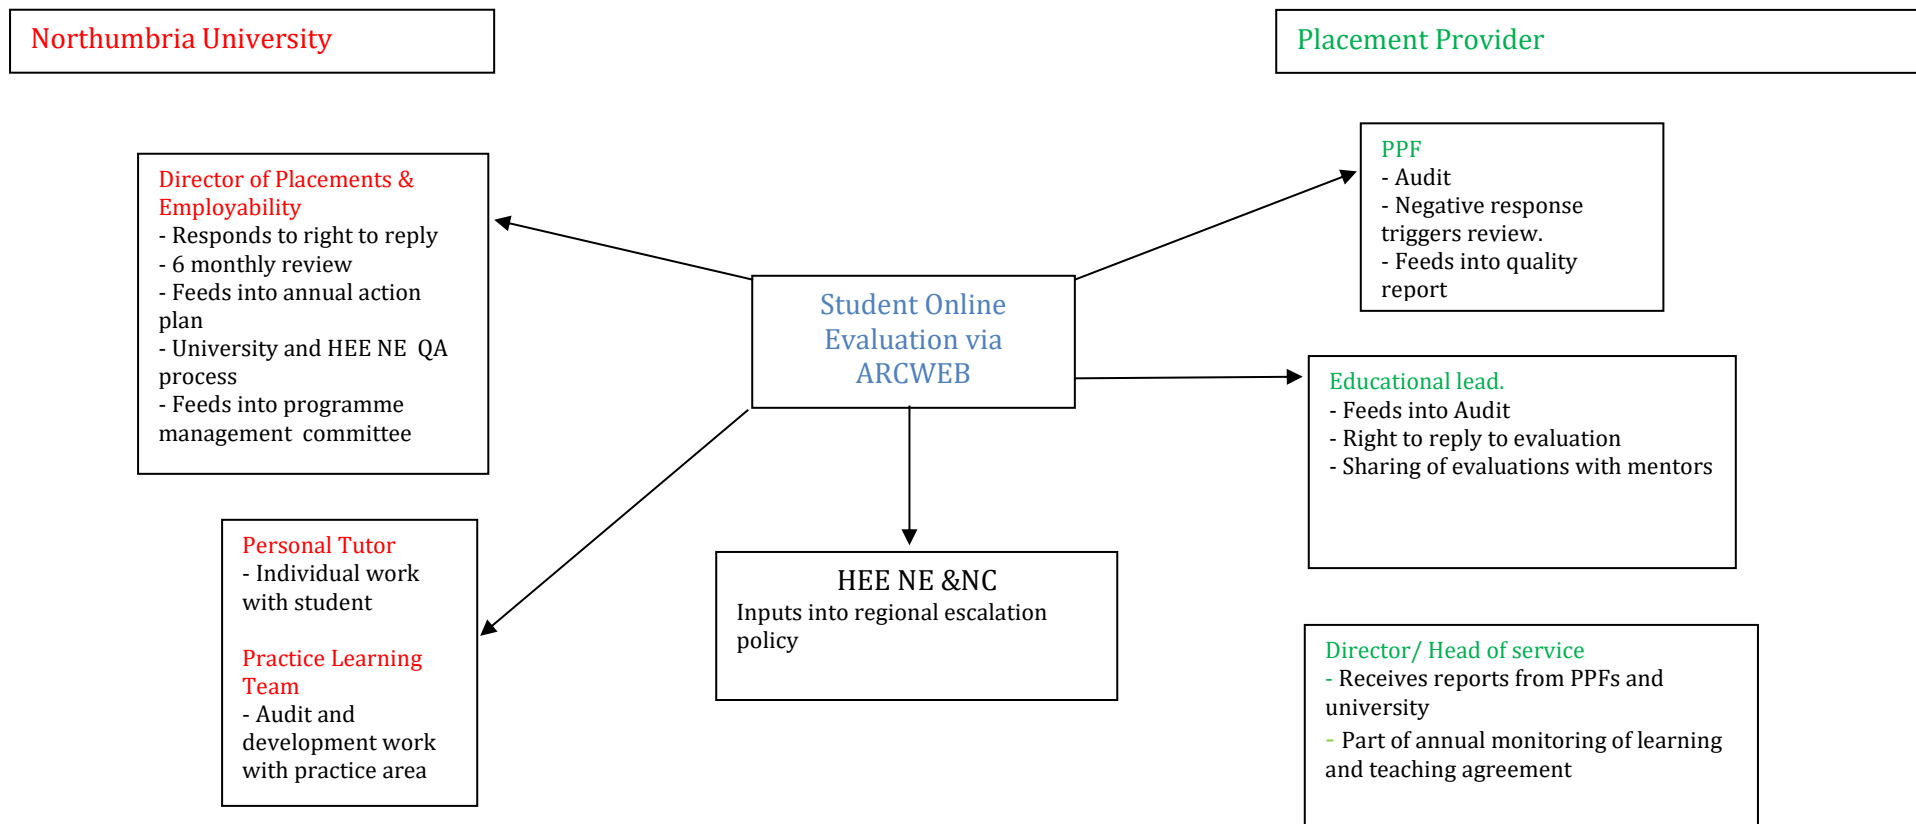 Northumbria University
Placement Provider
Director of Placements &
Employability
- Responds to right to reply
- 6 monthly review
- Feeds into annual action
plan
- University and HEE NE QA
process
- Feeds into programme
management committee
Personal Tutor
- Individual work
with student
Practice Learning
Team
- Audit and
development work
with practice area
Student Online
Evaluation via
ARCWEB
HEE NE &NC
Inputs into regional escalation
policy
PPF
- Audit
- Negative response
triggers review.
- Feeds into quality
report
Educational lead.
- Feeds into Audit
- Right to reply to evaluation
- Sharing of evaluations with mentors
Director/ Head of service
- Receives reports from PPFs and
university
- Part of annual monitoring of learning
and teaching agreement